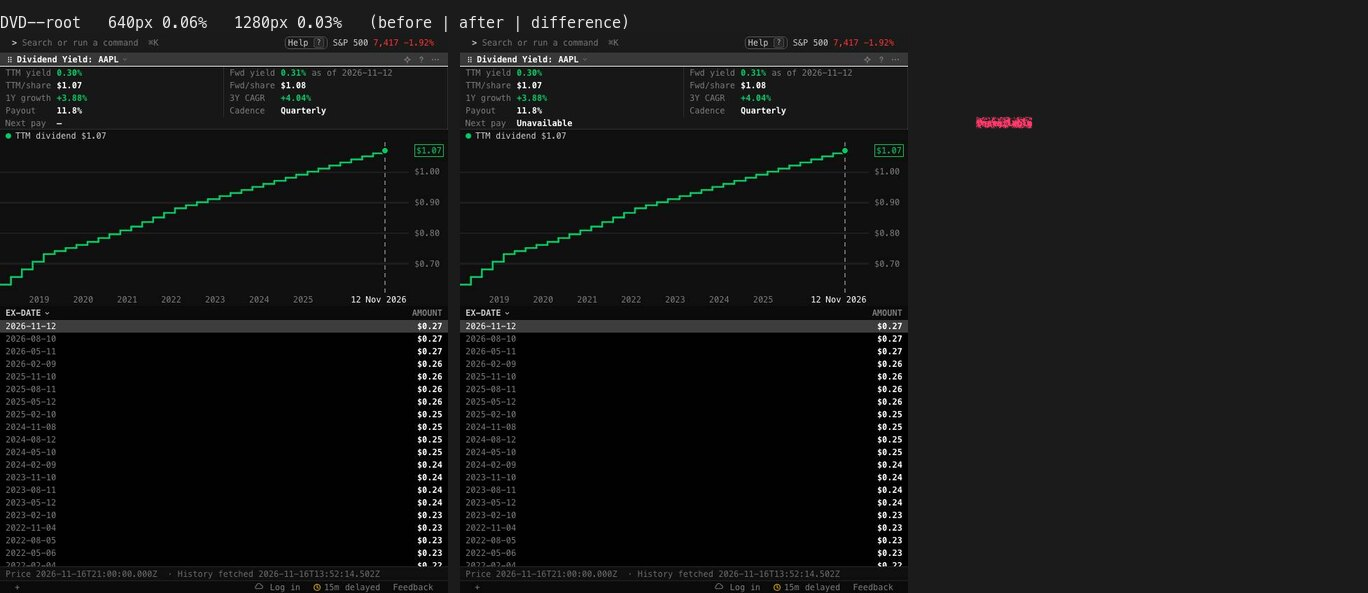 DVD--root 640px 0.06% 1280px 0.03% (before | after | difference)
> Search or run a command ⌘K Help ? S&P 500 7,417 −1.92%
⠿ Dividend Yield: AAPL ? ···
TTM yield 0.30% Fwd yield 0.31% as of 2026-11-12
TTM/share $1.07 Fwd/share $1.08
1Y growth +3.88% 3Y CAGR +4.04%
Payout 11.8% Cadence Quarterly
Next pay —
● TTM dividend $1.07
$1.07
$1.00
$0.90
$0.80
$0.70
2019 2020 2021 2022 2023 2024 2025 12 Nov 2026
EX-DATE AMOUNT
2026-11-12 $0.27
2026-08-10 $0.27
2026-05-11 $0.27
2026-02-09 $0.26
2025-11-10 $0.26
2025-08-11 $0.26
2025-05-12 $0.26
2025-02-10 $0.25
2024-11-08 $0.25
2024-08-12 $0.25
2024-05-10 $0.25
2024-02-09 $0.24
2023-11-10 $0.24
2023-08-11 $0.24
2023-05-12 $0.24
2023-02-10 $0.23
2022-11-04 $0.23
2022-08-05 $0.23
2022-05-06 $0.23
2022-02-04 $0.22
Price 2026-11-16T21:00:00.000Z · History fetched 2026-11-16T13:52:14.502Z
+ Log in 15m delayed Feedback
> Search or run a command ⌘K Help ? S&P 500 7,417 −1.92%
⠿ Dividend Yield: AAPL ? ···
TTM yield 0.30% Fwd yield 0.31% as of 2026-11-12
TTM/share $1.07 Fwd/share $1.08
1Y growth +3.88% 3Y CAGR +4.04%
Payout 11.8% Cadence Quarterly
Next pay Unavailable
● TTM dividend $1.07
$1.07
$1.00
$0.90
$0.80
$0.70
2019 2020 2021 2022 2023 2024 2025 12 Nov 2026
EX-DATE AMOUNT
2026-11-12 $0.27
2026-08-10 $0.27
2026-05-11 $0.27
2026-02-09 $0.26
2025-11-10 $0.26
2025-08-11 $0.26
2025-05-12 $0.26
2025-02-10 $0.25
2024-11-08 $0.25
2024-08-12 $0.25
2024-05-10 $0.25
2024-02-09 $0.24
2023-11-10 $0.24
2023-08-11 $0.24
2023-05-12 $0.24
2023-02-10 $0.23
2022-11-04 $0.23
2022-08-05 $0.23
2022-05-06 $0.23
2022-02-04 $0.22
Price 2026-11-16T21:00:00.000Z · History fetched 2026-11-16T13:52:14.502Z
+ Log in 15m delayed Feedback